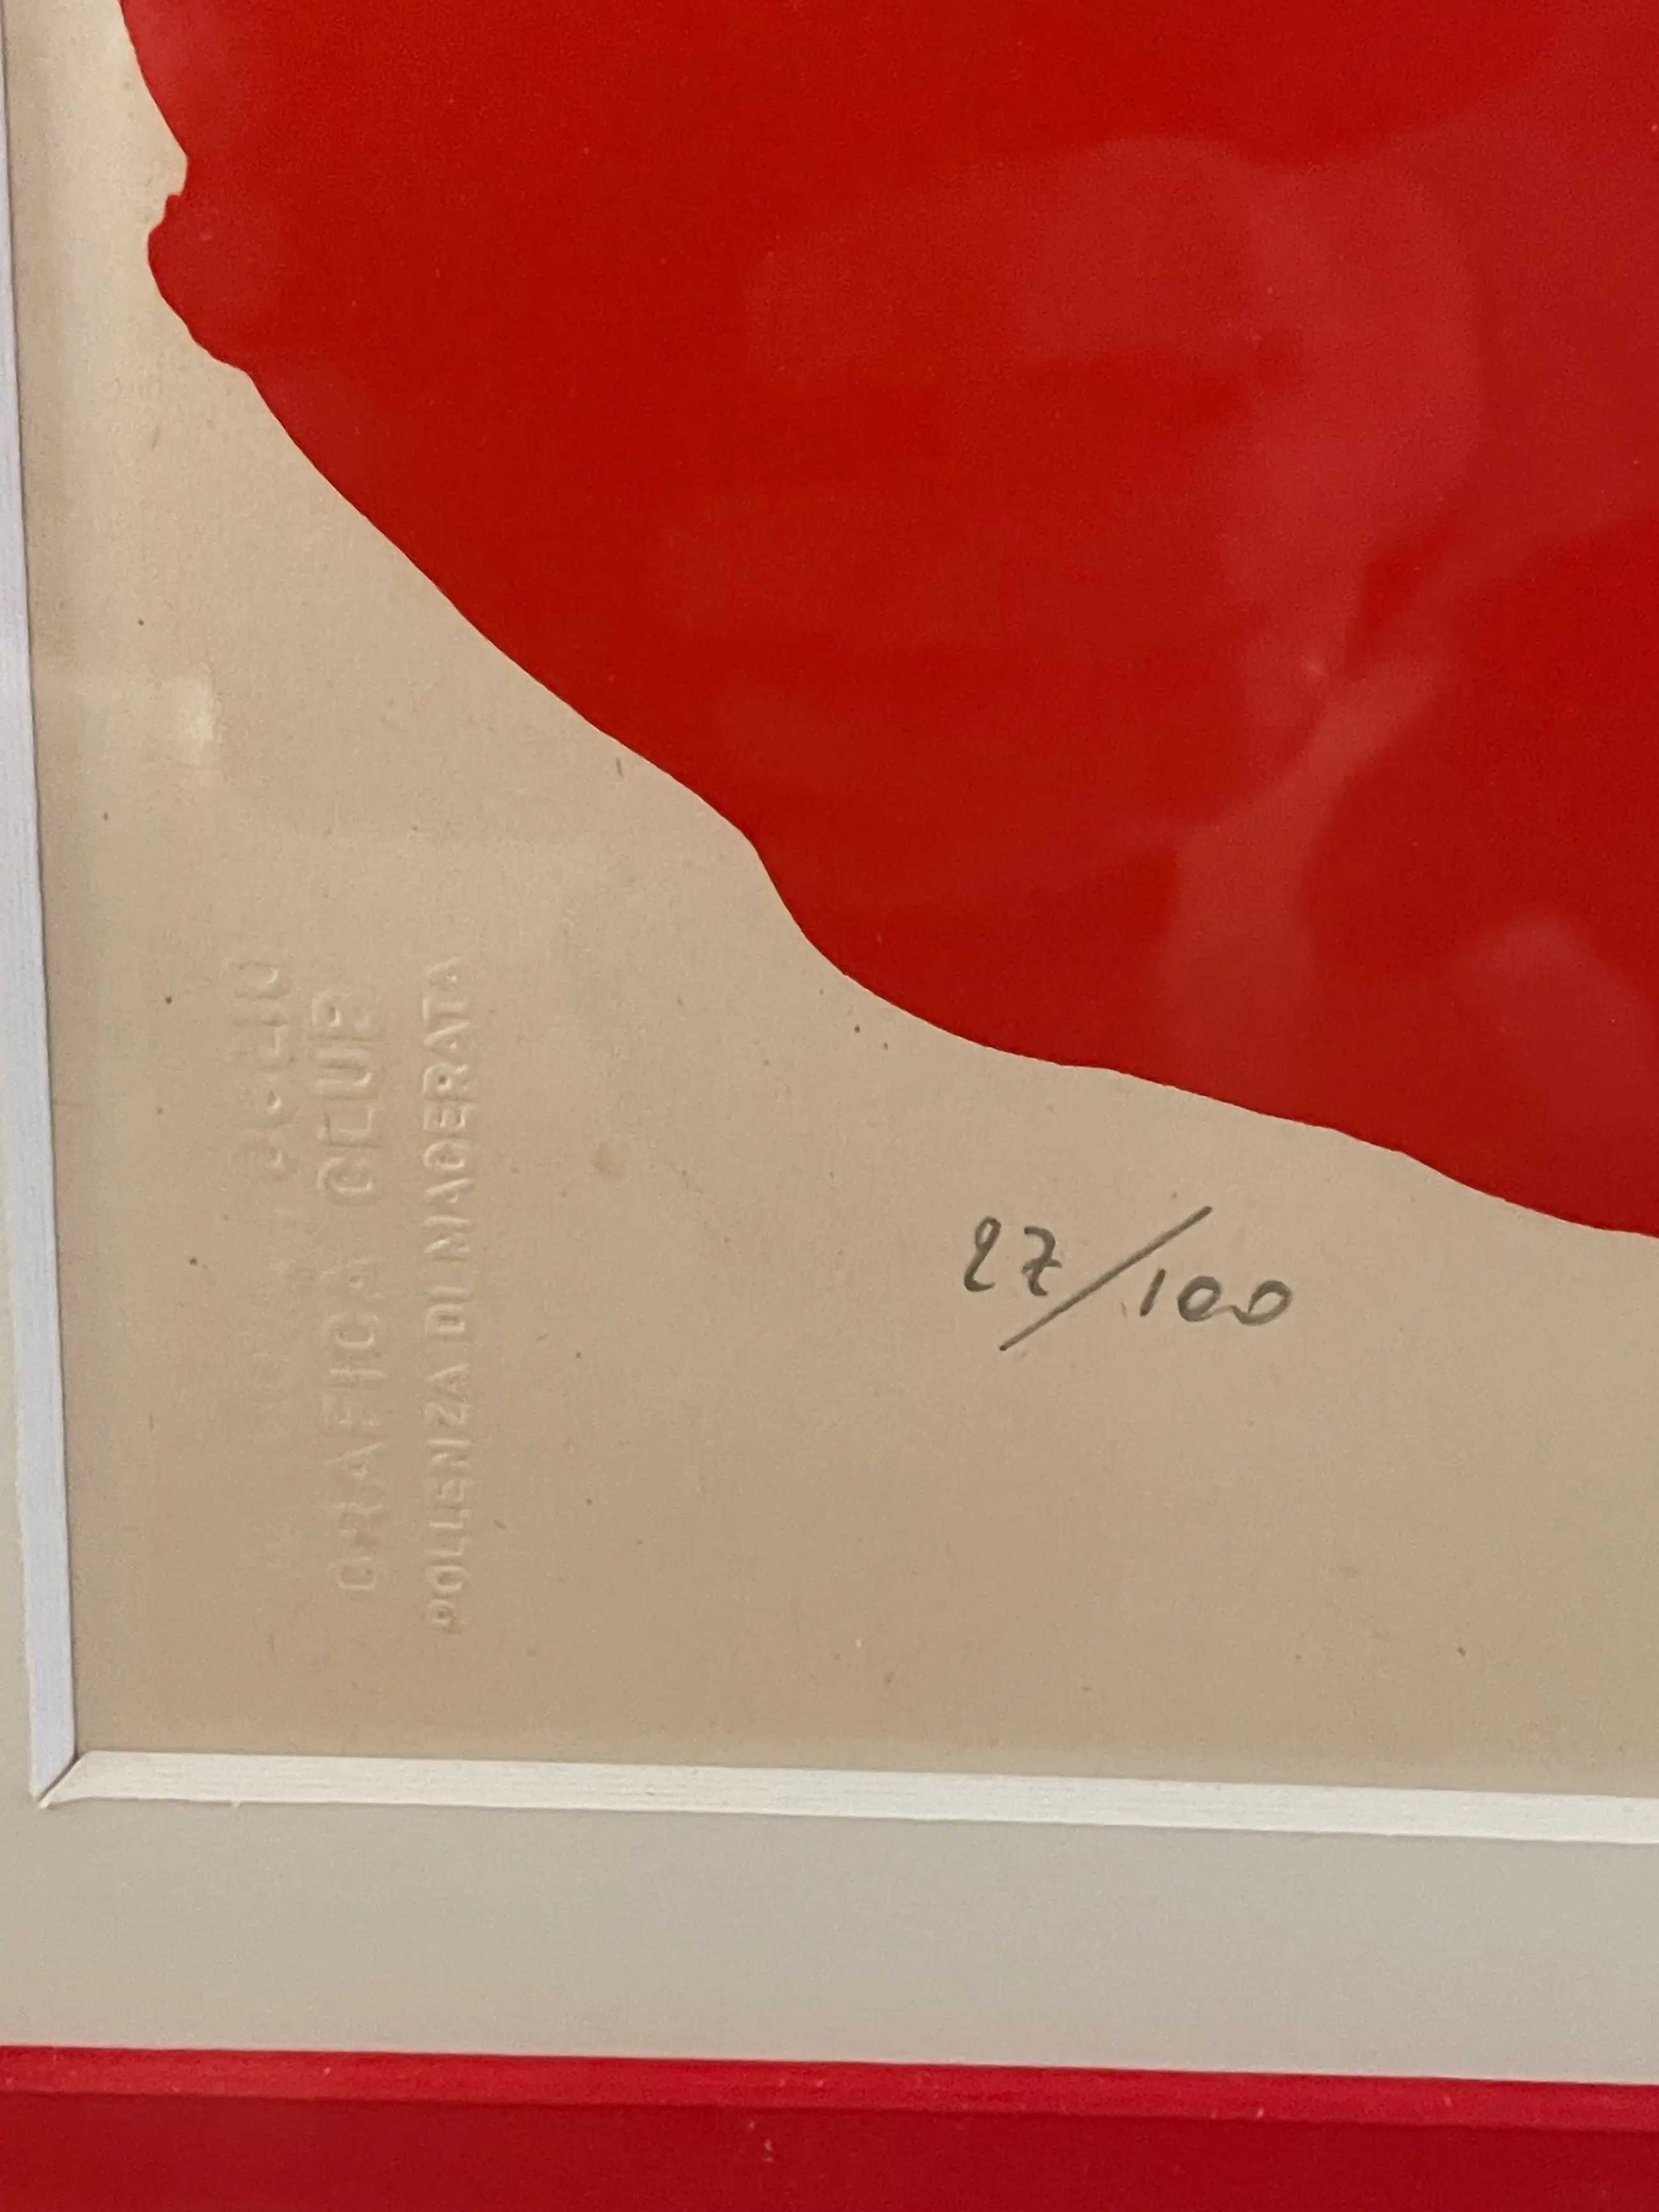 GRAFICA CLUB
POLLENZA DI MACERATA
27/100